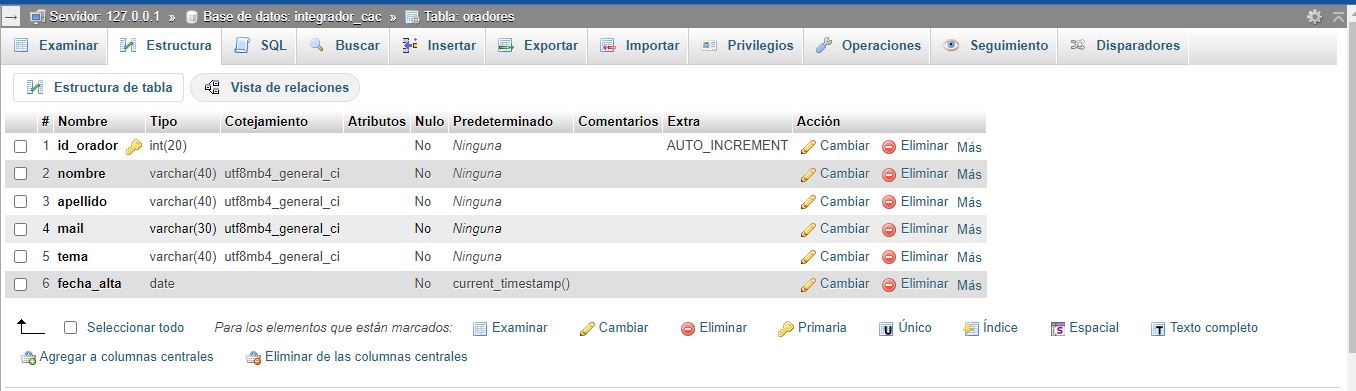 Servidor: 127.0.0.1 » Base de datos: integrador_cac » Tabla: oradores
Examinar Estructura SQL Buscar Insertar Exportar Importar Privilegios Operaciones Seguimiento Disparadores
Estructura de tabla Vista de relaciones
# Nombre Tipo Cotejamiento Atributos Nulo Predeterminado Comentarios Extra Acción
1 id_orador int(20) No Ninguna AUTO_INCREMENT Cambiar Eliminar Más
2 nombre varchar(40) utf8mb4_general_ci No Ninguna Cambiar Eliminar Más
3 apellido varchar(40) utf8mb4_general_ci No Ninguna Cambiar Eliminar Más
4 mail varchar(30) utf8mb4_general_ci No Ninguna Cambiar Eliminar Más
5 tema varchar(40) utf8mb4_general_ci No Ninguna Cambiar Eliminar Más
6 fecha_alta date No current_timestamp() Cambiar Eliminar Más
Seleccionar todo Para los elementos que están marcados: Examinar Cambiar Eliminar Primaria Único Índice Espacial Texto completo
Agregar a columnas centrales Eliminar de las columnas centrales